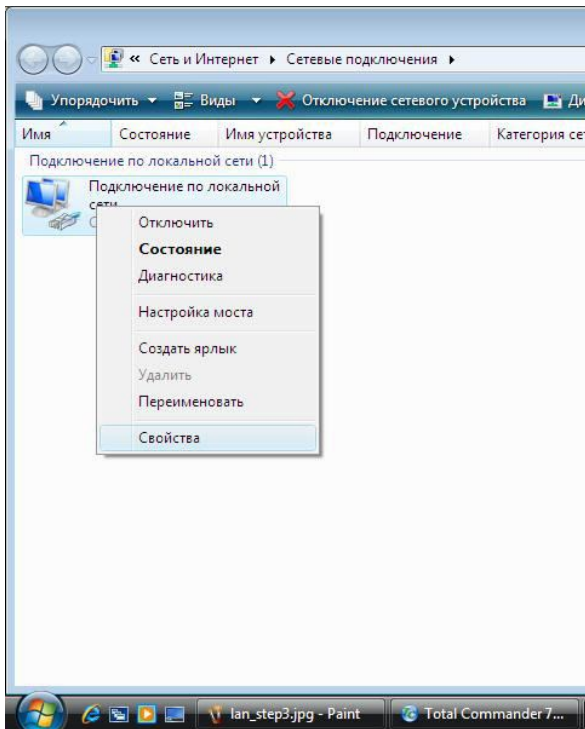 « Сеть и Интернет ▸ Сетевые подключения ▸
Упорядочить Виды Отключение сетевого устройства
Имя Состояние Имя устройства Подключение Категория
Подключение по локальной сети (1)
Подключение по локальной
сети
Отключить
Состояние
Диагностика
Настройка моста
Создать ярлык
Удалить
Переименовать
Свойства
lan_step3.jpg - Paint Total Commander 7...